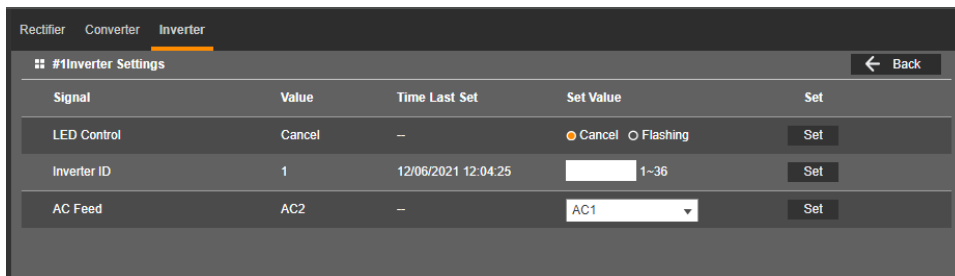 Rectifier Converter Inverter
#1Inverter Settings Back
Signal Value Time Last Set Set Value Set
LED Control Cancel -- Cancel Flashing Set
Inverter ID 1 12/06/2021 12:04:25 1~36 Set
AC Feed AC2 -- AC1 Set